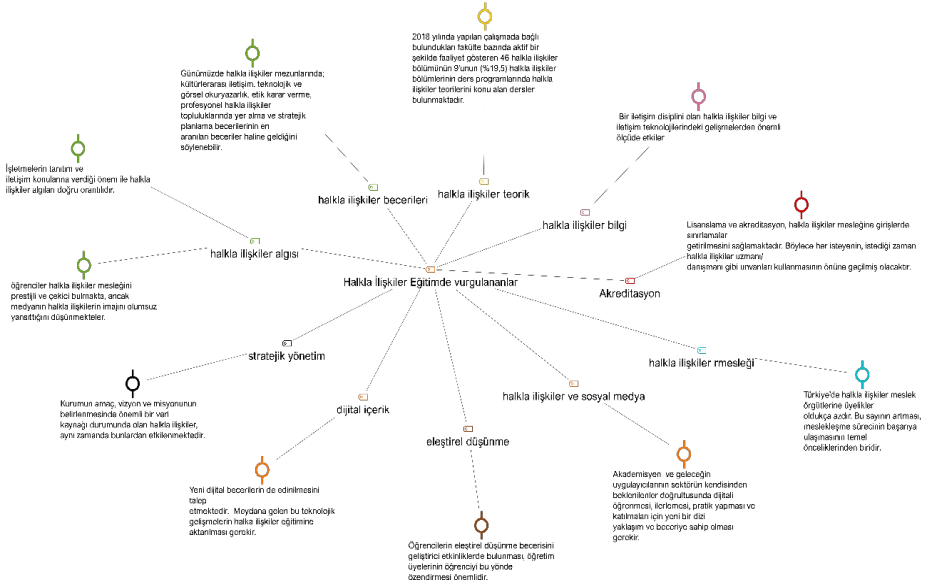 2018 yılında yapılan çalışmada bağlı
bulundukları fakülte bazında aktif bir
şekilde faaliyet gösteren 46 halkla ilişkiler
bölümünün 9'unun (%19,5) halkla ilişkiler
bölümlerinin ders programlarında halkla
ilişkiler teorilerini konu alan dersler
bulunmaktadır.
Günümüzde halkla ilişkiler mezunlarında;
kültürlerarası iletişim, teknolojik ve
görsel okuryazarlık, etik karar verme,
profesyonel halkla ilişkiler
topluluklarında yer alma ve stratejik
planlama becerilerinin en
aranılan beceriler haline geldiğini
söylenebilir.
Bir iletişim disiplini olan halkla ilişkiler bilgi ve
iletişim teknolojilerindeki gelişmelerden önemli
ölçüde etkiler
İşletmelerin tanıtım ve
iletişim konularına verdiği önem ile halkla
ilişkiler algıları doğru orantılıdır.
halkla ilişkiler becerileri
halkla ilişkiler teorik
halkla ilişkiler bilgi
Lisanslama ve akreditasyon, halkla ilişkiler mesleğine girişlerde
sınırlamalar
getirilmesini sağlamaktadır. Böylece her isteyenin, istediği zaman
halkla ilişkiler uzmanı/
danışmanı gibi unvanları kullanmasının önüne geçilmiş olacaktır.
halkla ilişkiler algısı
öğrenciler halkla ilişkiler mesleğini
prestijli ve çekici bulmakta, ancak
medyanın halkla ilişkilerin imajını olumsuz
yansıttığını düşünmekteler.
Halkla İlişkiler Eğitimde vurgulananlar
Akreditasyon
stratejik yönetim
halkla ilişkiler rmesleği
Kurumun amaç, vizyon ve misyonunun
belirlenmesinde önemli bir veri
kaynağı durumunda olan halkla ilişkiler,
aynı zamanda bunlardan etkilenmektedir.
dijital içerik
halkla ilişkiler ve sosyal medya
Türkiye'de halkla ilişkiler meslek
örgütlerine üyelikler
oldukça azdır. Bu sayının artması,
meslekleşme sürecinin başarıya
ulaşmasının temel
önceliklerinden biridir.
eleştirel düşünme
Yeni dijital becerilerin de edinilmesini
talep
etmektedir. Meydana gelen bu teknolojik
gelişmelerin halka ilişkiler eğitimine
aktarılması gerekir.
Akademisyen ve geleceğin
uygulayıcılarının sektörün kendisinden
beklenilenler doğrultusunda dijitali
öğrenmesi, ilerlemesi, pratik yapması ve
katılmaları için yeni bir dizi
yaklaşım ve beceriye sahip olması
gerekir.
Öğrencilerin eleştirel düşünme becerisini
geliştirici etkinliklerde bulunması, öğretim
üyelerinin öğrenciyi bu yönde
özendirmesi önemlidir.